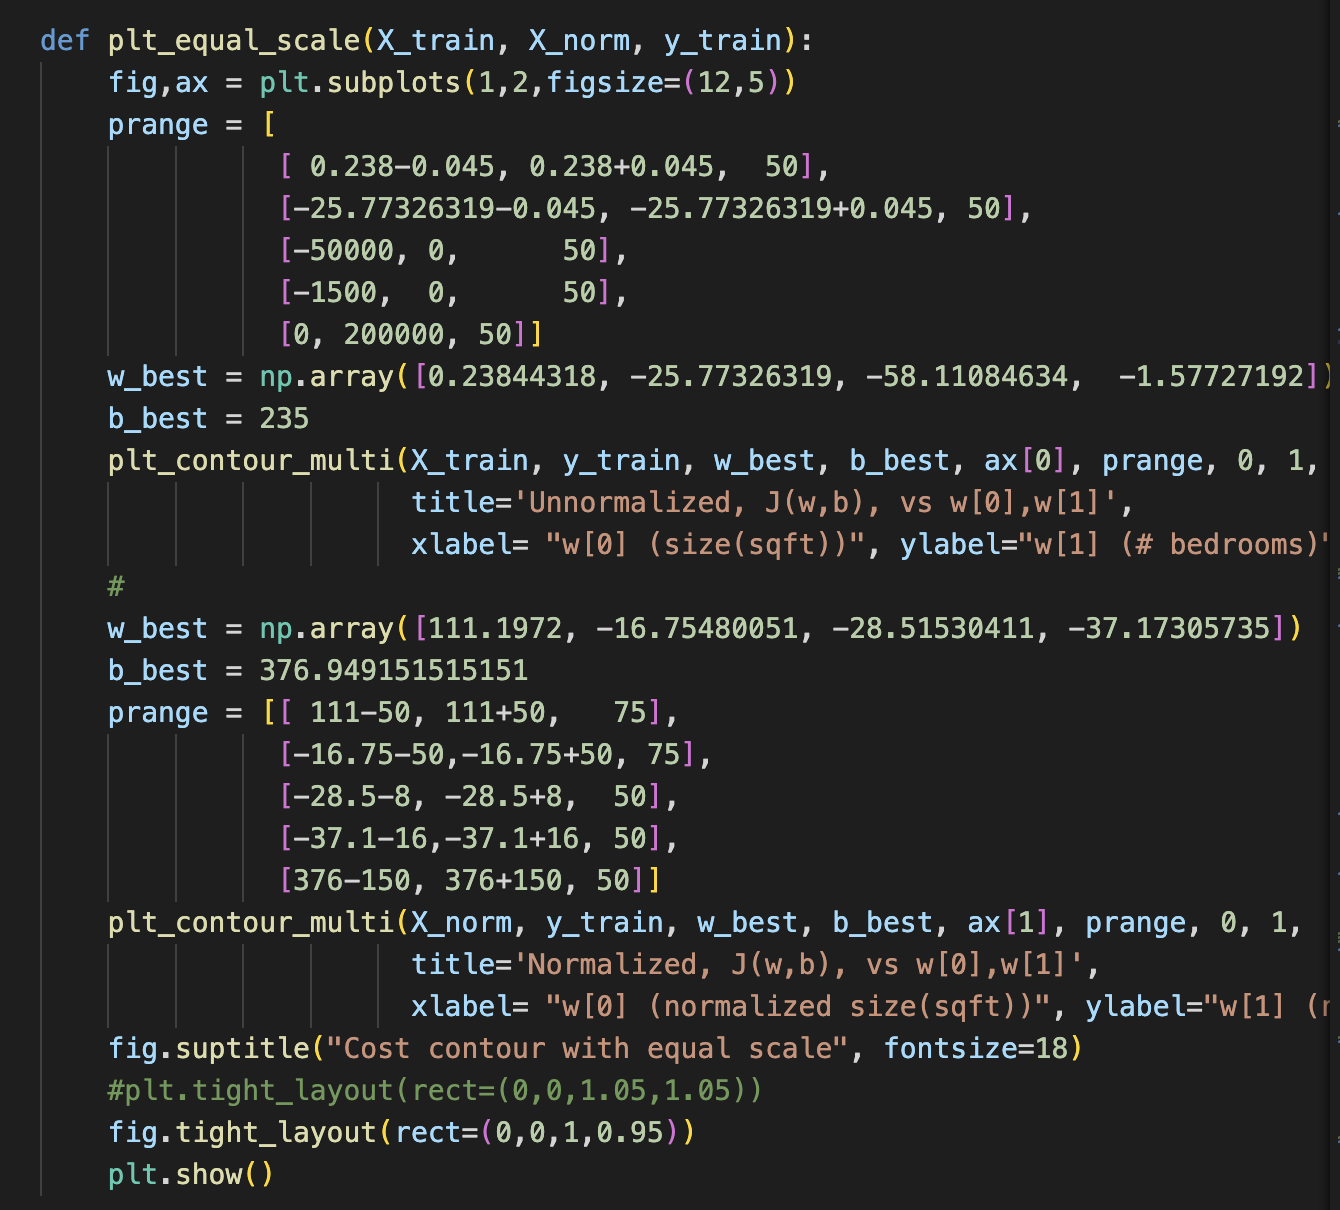 def plt_equal_scale(X_train, X_norm, y_train):
    fig,ax = plt.subplots(1,2,figsize=(12,5))
    prange = [
              [ 0.238-0.045, 0.238+0.045,  50],
              [-25.77326319-0.045, -25.77326319+0.045, 50],
              [-50000, 0,      50],
              [-1500,  0,      50],
              [0, 200000, 50]]
    w_best = np.array([0.23844318, -25.77326319, -58.11084634,  -1.57727192])
    b_best = 235
    plt_contour_multi(X_train, y_train, w_best, b_best, ax[0], prange, 0, 1,
                      title='Unnormalized, J(w,b), vs w[0],w[1]',
                      xlabel= "w[0] (size(sqft))", ylabel="w[1] (# bedrooms)"
    #
    w_best = np.array([111.1972, -16.75480051, -28.51530411, -37.17305735])
    b_best = 376.949151515151
    prange = [[ 111-50, 111+50,   75],
              [-16.75-50,-16.75+50, 75],
              [-28.5-8, -28.5+8,  50],
              [-37.1-16,-37.1+16, 50],
              [376-150, 376+150, 50]]
    plt_contour_multi(X_norm, y_train, w_best, b_best, ax[1], prange, 0, 1,
                      title='Normalized, J(w,b), vs w[0],w[1]',
                      xlabel= "w[0] (normalized size(sqft))", ylabel="w[1] (
    fig.suptitle("Cost contour with equal scale", fontsize=18)
    #plt.tight_layout(rect=(0,0,1.05,1.05))
    fig.tight_layout(rect=(0,0,1,0.95))
    plt.show()